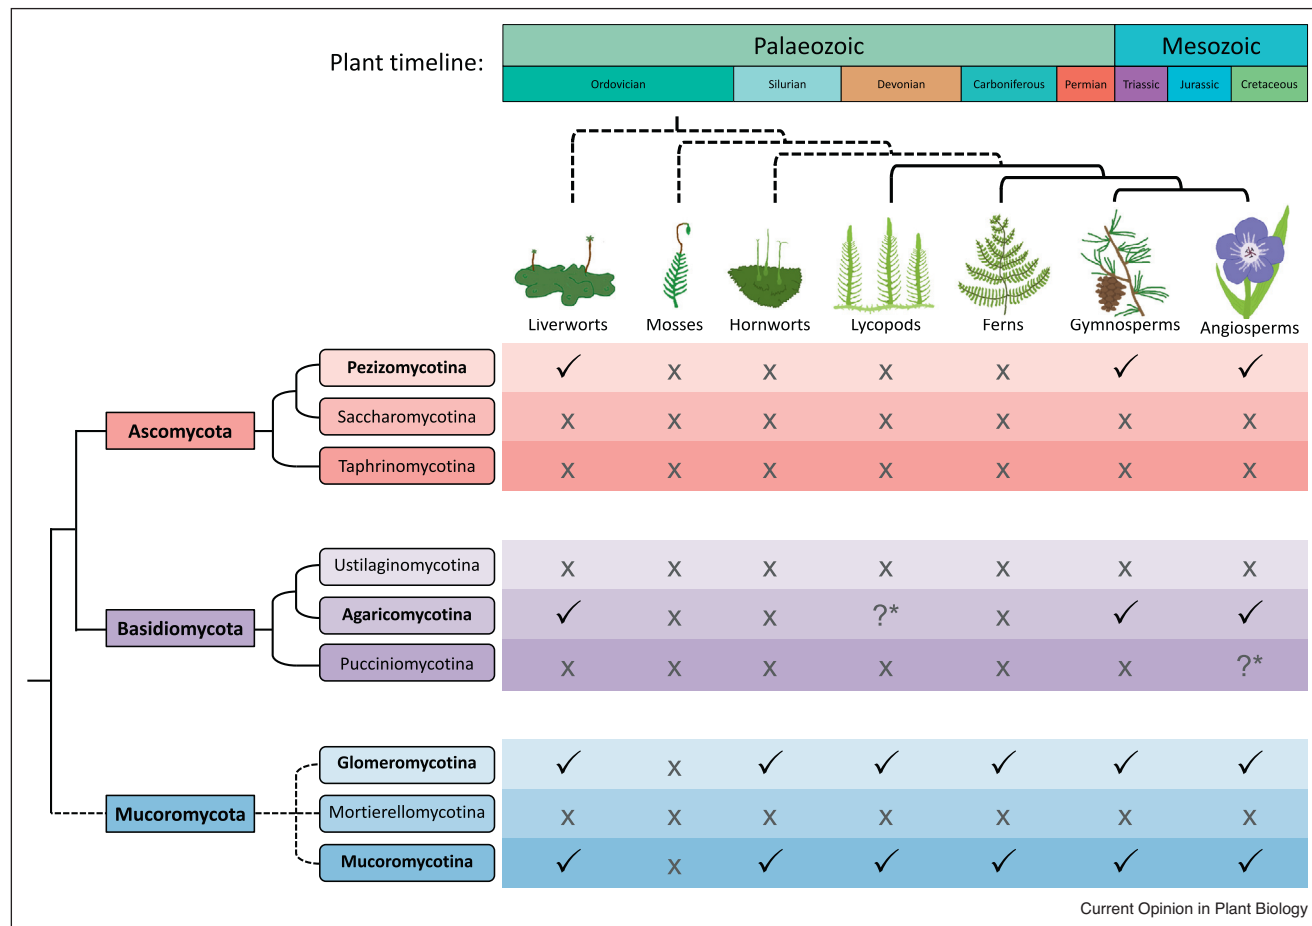 Plant timeline:
Palaeozoic Mesozoic
Ordovician Silurian Devonian Carboniferous Permian Triassic Jurassic Cretaceous
Liverworts Mosses Hornworts Lycopods Ferns Gymnosperms Angiosperms
Ascomycota
Pezizomycotina ✓ x x x x ✓ ✓
Saccharomycotina x x x x x x x
Taphrinomycotina x x x x x x x
Basidiomycota
Ustilaginomycotina x x x x x x x
Agaricomycotina ✓ x x ?* x ✓ ✓
Pucciniomycotina x x x x x x ?*
Mucoromycota
Glomeromycotina ✓ x ✓ ✓ ✓ ✓ ✓
Mortierellomycotina x x x x x x x
Mucoromycotina ✓ x ✓ ✓ ✓ ✓ ✓
Current Opinion in Plant Biology